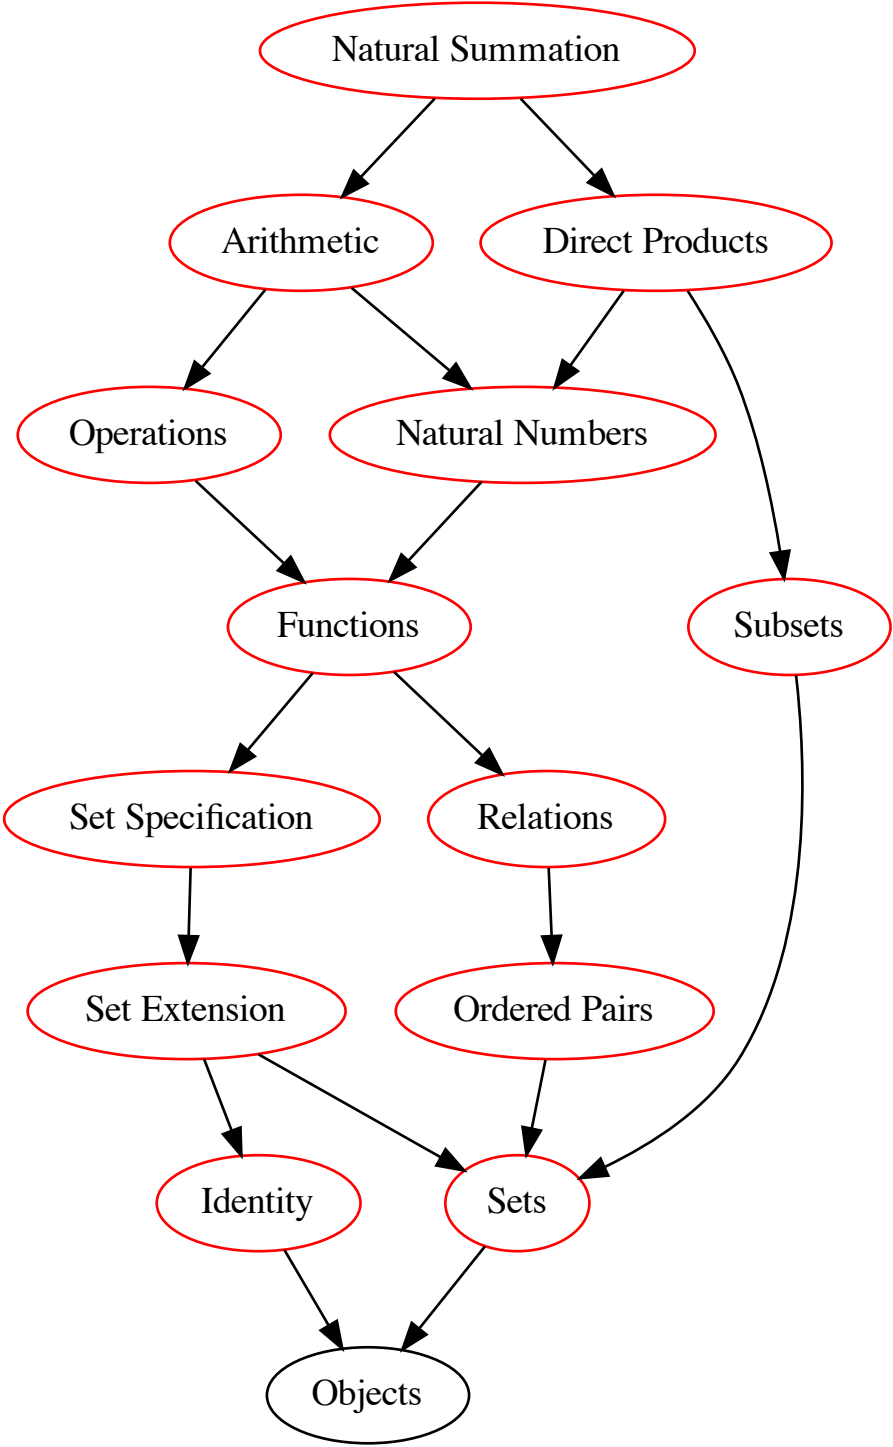 Natural Summation
Arithmetic
Direct Products
Operations
Natural Numbers
Functions
Subsets
Set Specification
Relations
Set Extension
Ordered Pairs
Identity
Sets
Objects